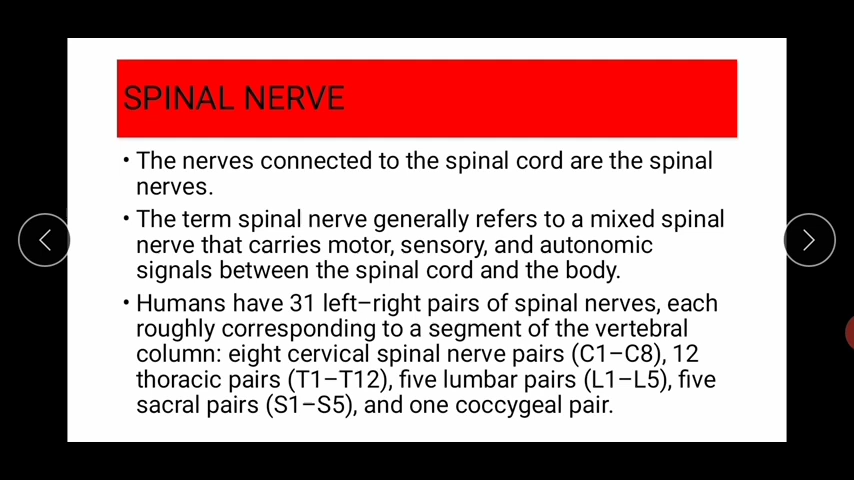 SPINAL NERVE
• The nerves connected to the spinal cord are the spinal
nerves.
• The term spinal nerve generally refers to a mixed spinal
nerve that carries motor, sensory, and autonomic
signals between the spinal cord and the body.
• Humans have 31 left–right pairs of spinal nerves, each
roughly corresponding to a segment of the vertebral
column: eight cervical spinal nerve pairs (C1–C8), 12
thoracic pairs (T1–T12), five lumbar pairs (L1–L5), five
sacral pairs (S1–S5), and one coccygeal pair.